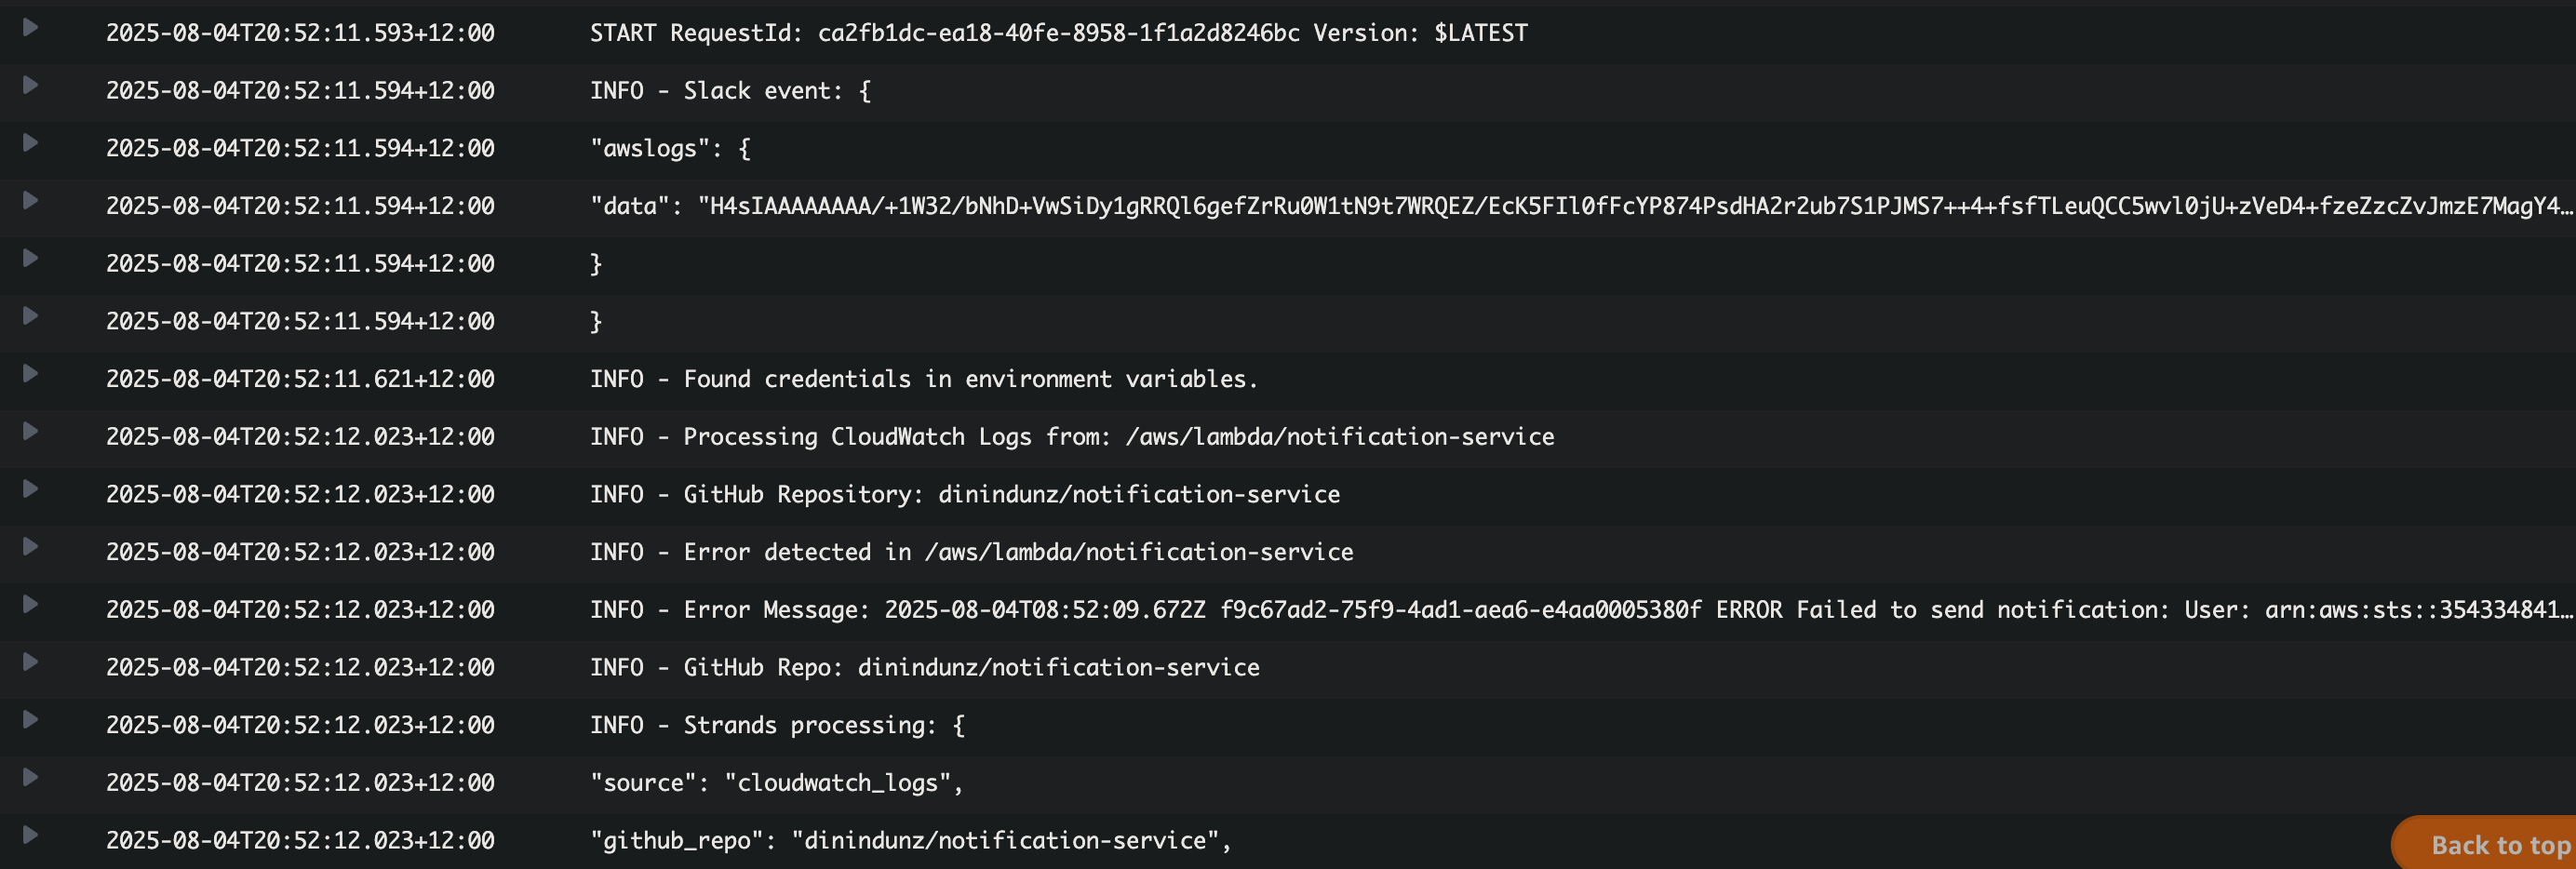 2025-08-04T20:52:11.593+12:00 START RequestId: ca2fb1dc-ea18-40fe-8958-1f1a2d8246bc Version: $LATEST
2025-08-04T20:52:11.594+12:00 INFO - Slack event: {
2025-08-04T20:52:11.594+12:00 "awslogs": {
2025-08-04T20:52:11.594+12:00 "data": "H4sIAAAAAAAA/+1W32/bNhD+VwSiDy1gRRQl6gefZrRu0W1tN9t7WRQEZ/EcK5FIl0fFcYP874PsdHA2r2ub7S1PJMS7++4+fsfTLeuQCC5wvl0jU+zVeD4+fzeZzcZvJmzE7MagY4…
2025-08-04T20:52:11.594+12:00 }
2025-08-04T20:52:11.594+12:00 }
2025-08-04T20:52:11.621+12:00 INFO - Found credentials in environment variables.
2025-08-04T20:52:12.023+12:00 INFO - Processing CloudWatch Logs from: /aws/lambda/notification-service
2025-08-04T20:52:12.023+12:00 INFO - GitHub Repository: dinindunz/notification-service
2025-08-04T20:52:12.023+12:00 INFO - Error detected in /aws/lambda/notification-service
2025-08-04T20:52:12.023+12:00 INFO - Error Message: 2025-08-04T08:52:09.672Z f9c67ad2-75f9-4ad1-aea6-e4aa0005380f ERROR Failed to send notification: User: arn:aws:sts::354334841…
2025-08-04T20:52:12.023+12:00 INFO - GitHub Repo: dinindunz/notification-service
2025-08-04T20:52:12.023+12:00 INFO - Strands processing: {
2025-08-04T20:52:12.023+12:00 "source": "cloudwatch_logs",
2025-08-04T20:52:12.023+12:00 "github_repo": "dinindunz/notification-service",
Back to top